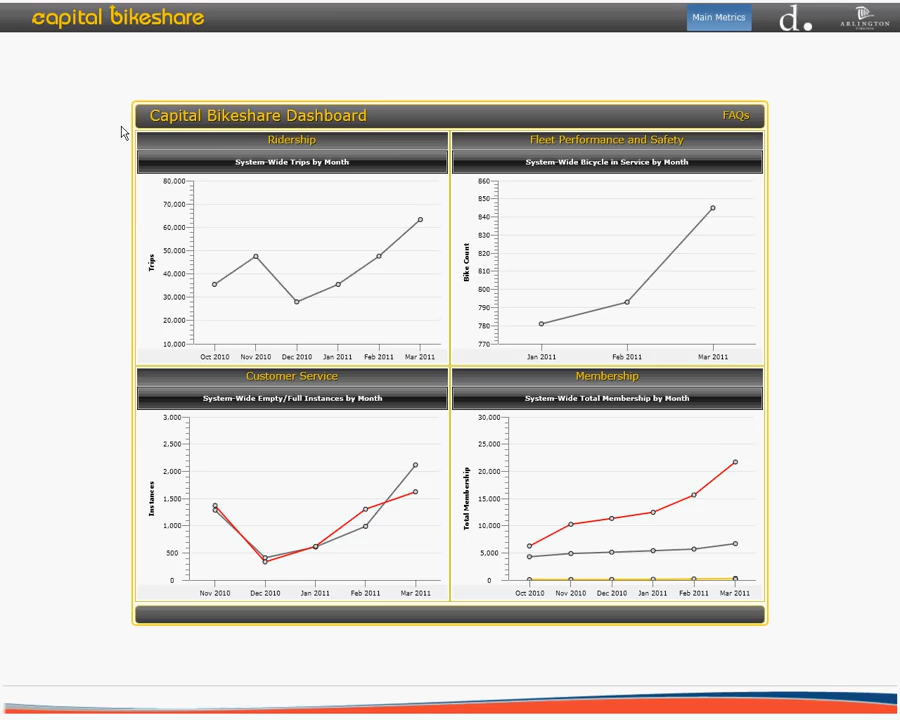 capital bikeshare
Main Metrics
d.
ARLINGTON
Capital Bikeshare Dashboard
FAQs
Ridership
System-Wide Trips by Month
80,000
70,000
60,000
50,000
40,000
30,000
20,000
10,000
Trips
Oct 2010 Nov 2010 Dec 2010 Jan 2011 Feb 2011 Mar 2011
Fleet Performance and Safety
System-Wide Bicycle in Service by Month
860
850
840
830
820
810
800
790
780
770
Bike Count
Jan 2011 Feb 2011 Mar 2011
Customer Service
System-Wide Empty/Full Instances by Month
3,000
2,500
2,000
1,500
1,000
500
0
Instances
Nov 2010 Dec 2010 Jan 2011 Feb 2011 Mar 2011
Membership
System-Wide Total Membership by Month
30,000
25,000
20,000
15,000
10,000
5,000
0
Total Membership
Oct 2010 Nov 2010 Dec 2010 Jan 2011 Feb 2011 Mar 2011